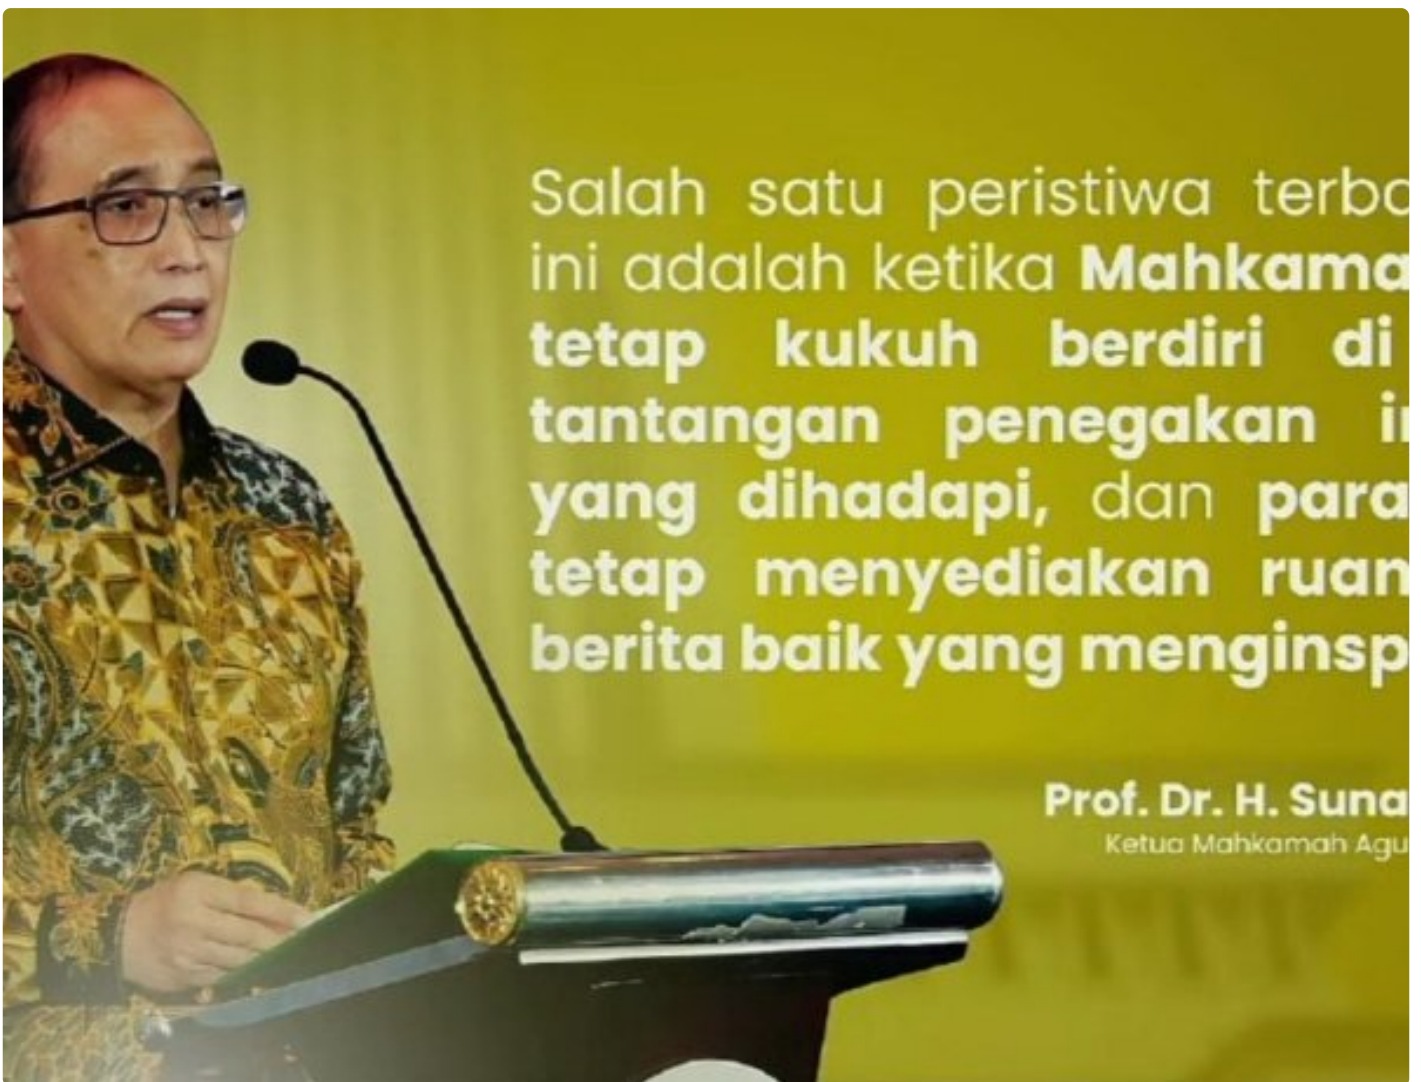 Salah satu peristiwa terba
ini adalah ketika Mahkama
tetap kukuh berdiri di
tantangan penegakan i
yang dihadapi, dan para
tetap menyediakan ruan
berita baik yang menginsp
Prof. Dr. H. Suna
Ketua Mahkamah Agu